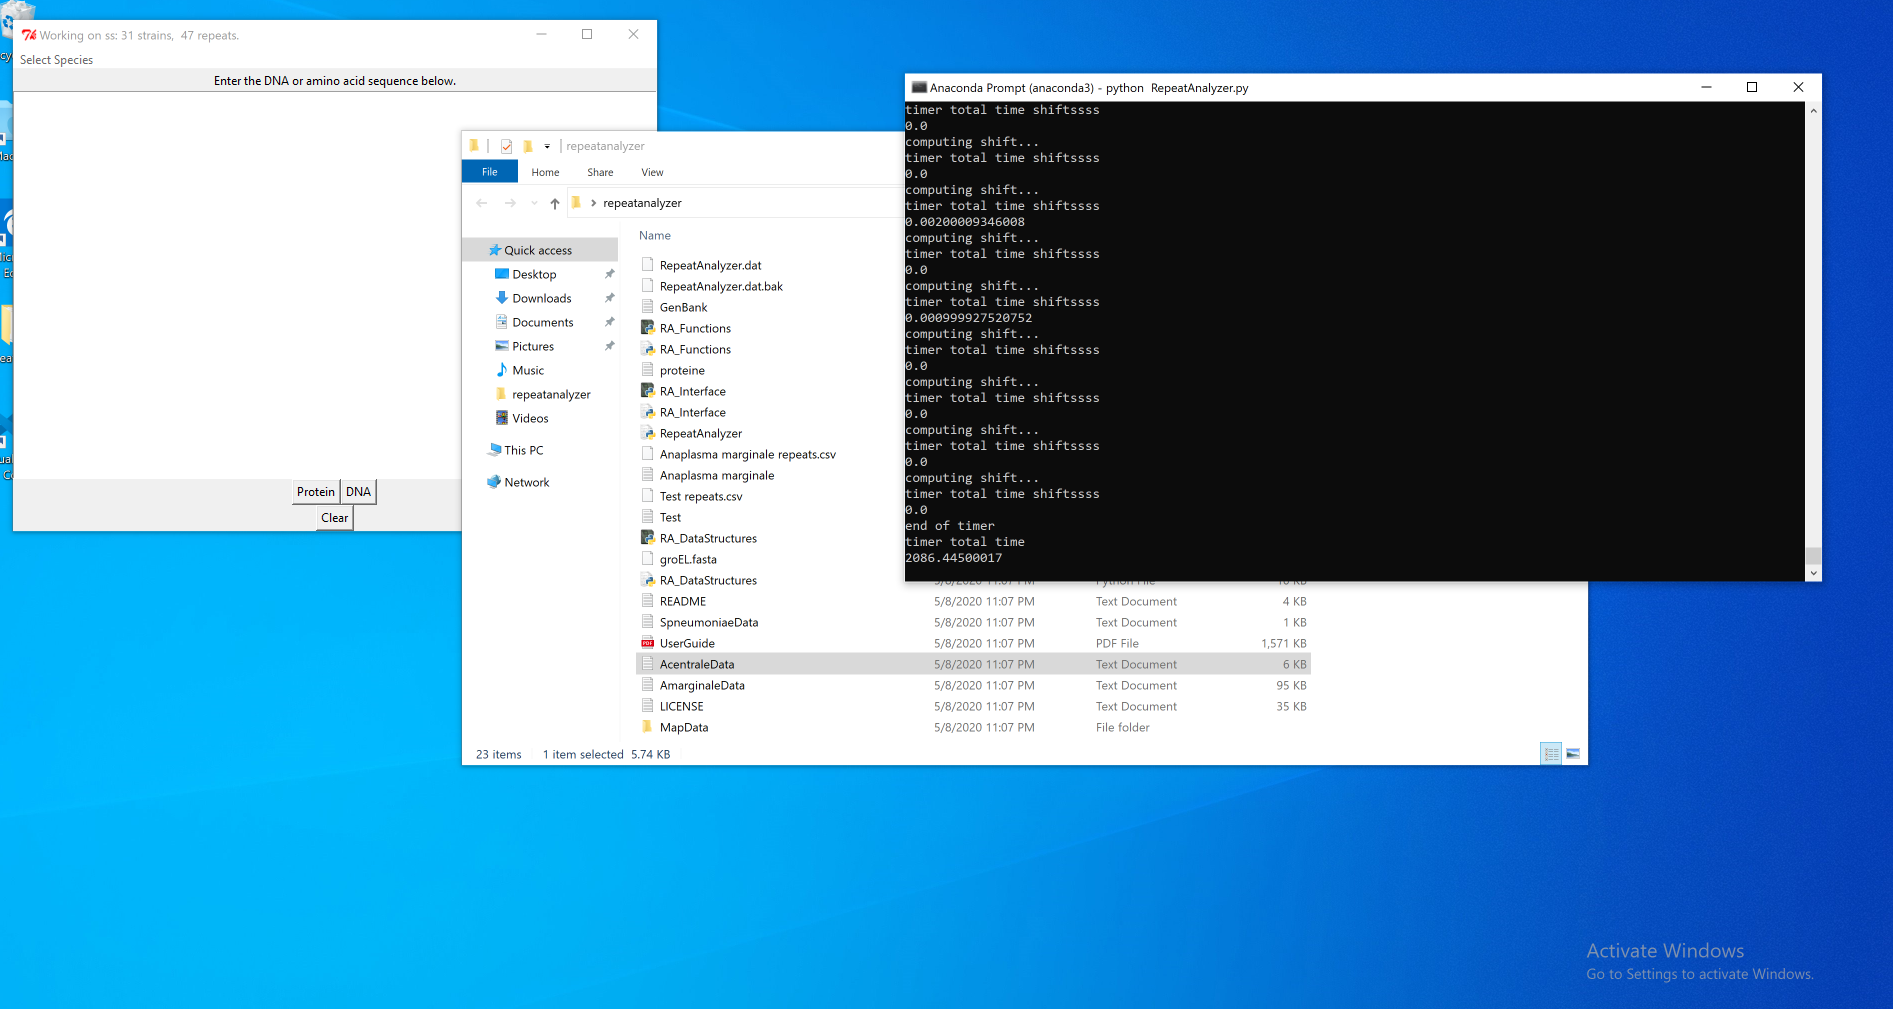 Working on ss: 31 strains, 47 repeats.
Select Species
Enter the DNA or amino acid sequence below.
Protein
DNA
Clear
repeatanalyzer
File
Home
Share
View
repeatanalyzer
Name
Quick access
Desktop
Downloads
Documents
Pictures
Music
repeatanalyzer
Videos
This PC
Network
RepeatAnalyzer.dat
RepeatAnalyzer.dat.bak
GenBank
RA_Functions
RA_Functions
proteine
RA_Interface
RA_Interface
RepeatAnalyzer
Anaplasma marginale repeats.csv
Anaplasma marginale
Test repeats.csv
Test
RA_DataStructures
groEL.fasta
RA_DataStructures 5/8/2020 11:07 PM Python File 10 KB
README 5/8/2020 11:07 PM Text Document 4 KB
SpneumoniaeData 5/8/2020 11:07 PM Text Document 1 KB
UserGuide 5/8/2020 11:07 PM PDF File 1,571 KB
AcentraleData 5/8/2020 11:07 PM Text Document 6 KB
AmarginaleData 5/8/2020 11:07 PM Text Document 95 KB
LICENSE 5/8/2020 11:07 PM Text Document 35 KB
MapData 5/8/2020 11:07 PM File folder
23 items 1 item selected 5.74 KB
Anaconda Prompt (anaconda3) - python RepeatAnalyzer.py
timer total time shiftssss
0.0
computing shift...
timer total time shiftssss
0.0
computing shift...
timer total time shiftssss
0.00200009346008
computing shift...
timer total time shiftssss
0.0
computing shift...
timer total time shiftssss
0.000999927520752
computing shift...
timer total time shiftssss
0.0
computing shift...
timer total time shiftssss
0.0
computing shift...
timer total time shiftssss
0.0
computing shift...
timer total time shiftssss
0.0
end of timer
timer total time
2086.44500017
Activate Windows
Go to Settings to activate Windows.